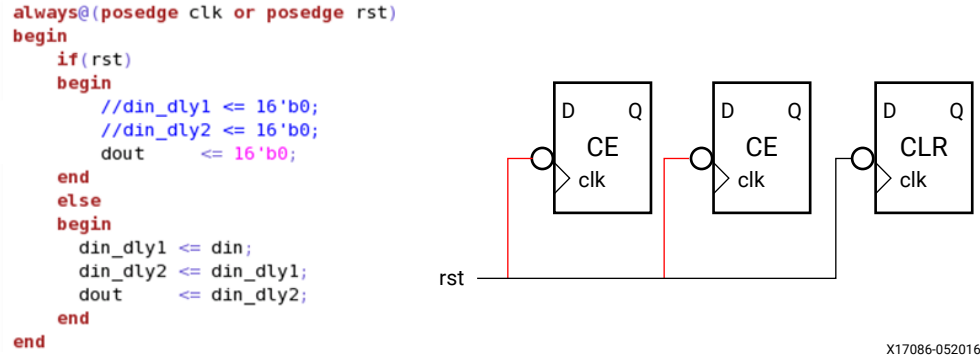 always@(posedge clk or posedge rst)
begin
if(rst)
begin
//din_dly1 <= 16'b0;
//din_dly2 <= 16'b0;
dout <= 16'b0;
end
else
begin
din_dly1 <= din;
din_dly2 <= din_dly1;
dout <= din_dly2;
end
end
D Q
CE
clk
D Q
CE
clk
D Q
CLR
clk
rst
X17086-052016